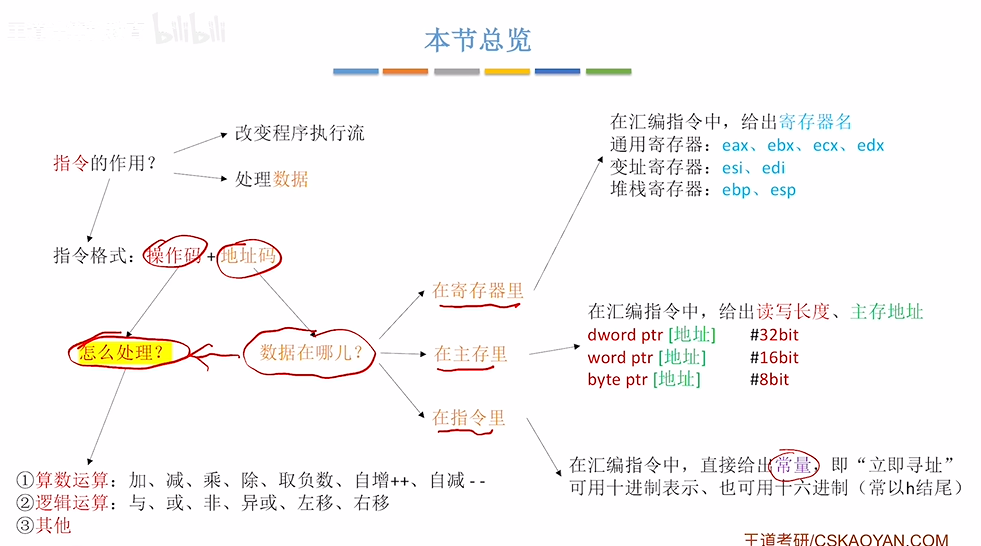 bilibili
本节总览
改变程序执行流
指令的作用？
处理数据
指令格式：操作码+地址码
怎么处理？
数据在哪儿？
在寄存器里
在主存里
在指令里
在汇编指令中，给出寄存器名
通用寄存器：eax、ebx、ecx、edx
变址寄存器：esi、edi
堆栈寄存器：ebp、esp
在汇编指令中，给出读写长度、主存地址
dword ptr [地址] #32bit
word ptr [地址] #16bit
byte ptr [地址] #8bit
在汇编指令中，直接给出常量，即“立即寻址”
可用十进制表示、也可用十六进制（常以h结尾）
①算数运算：加、减、乘、除、取负数、自增++、自减--
②逻辑运算：与、或、非、异或、左移、右移
③其他
王道考研/CSKAOYAN.COM